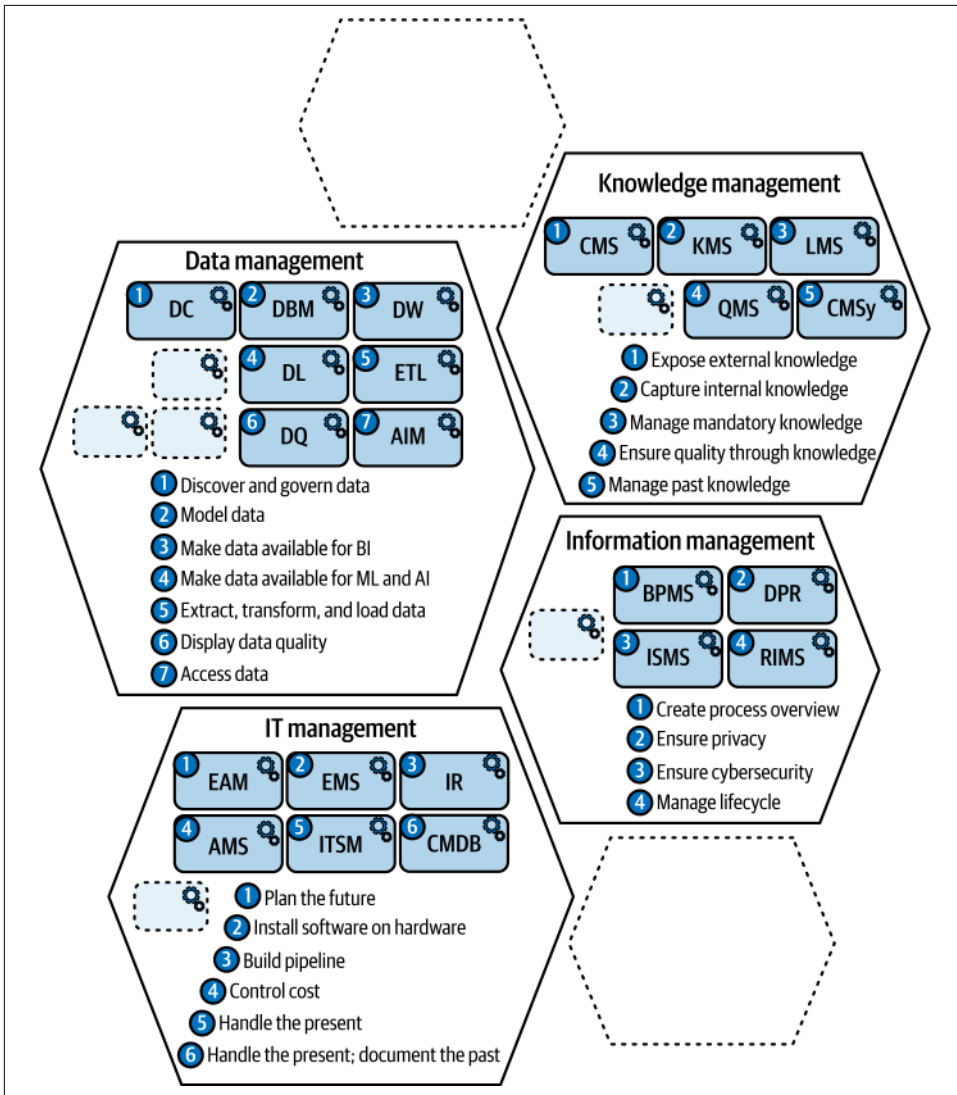 Knowledge management
1 CMS
2 KMS
3 LMS
4 QMS
5 CMSy
1 Expose external knowledge
2 Capture internal knowledge
3 Manage mandatory knowledge
4 Ensure quality through knowledge
5 Manage past knowledge
Data management
1 DC
2 DBM
3 DW
4 DL
5 ETL
6 DQ
7 AIM
1 Discover and govern data
2 Model data
3 Make data available for BI
4 Make data available for ML and AI
5 Extract, transform, and load data
6 Display data quality
7 Access data
Information management
1 BPMS
2 DPR
3 ISMS
4 RIMS
1 Create process overview
2 Ensure privacy
3 Ensure cybersecurity
4 Manage lifecycle
IT management
1 EAM
2 EMS
3 IR
4 AMS
5 ITSM
6 CMDB
1 Plan the future
2 Install software on hardware
3 Build pipeline
4 Control cost
5 Handle the present
6 Handle the present; document the past